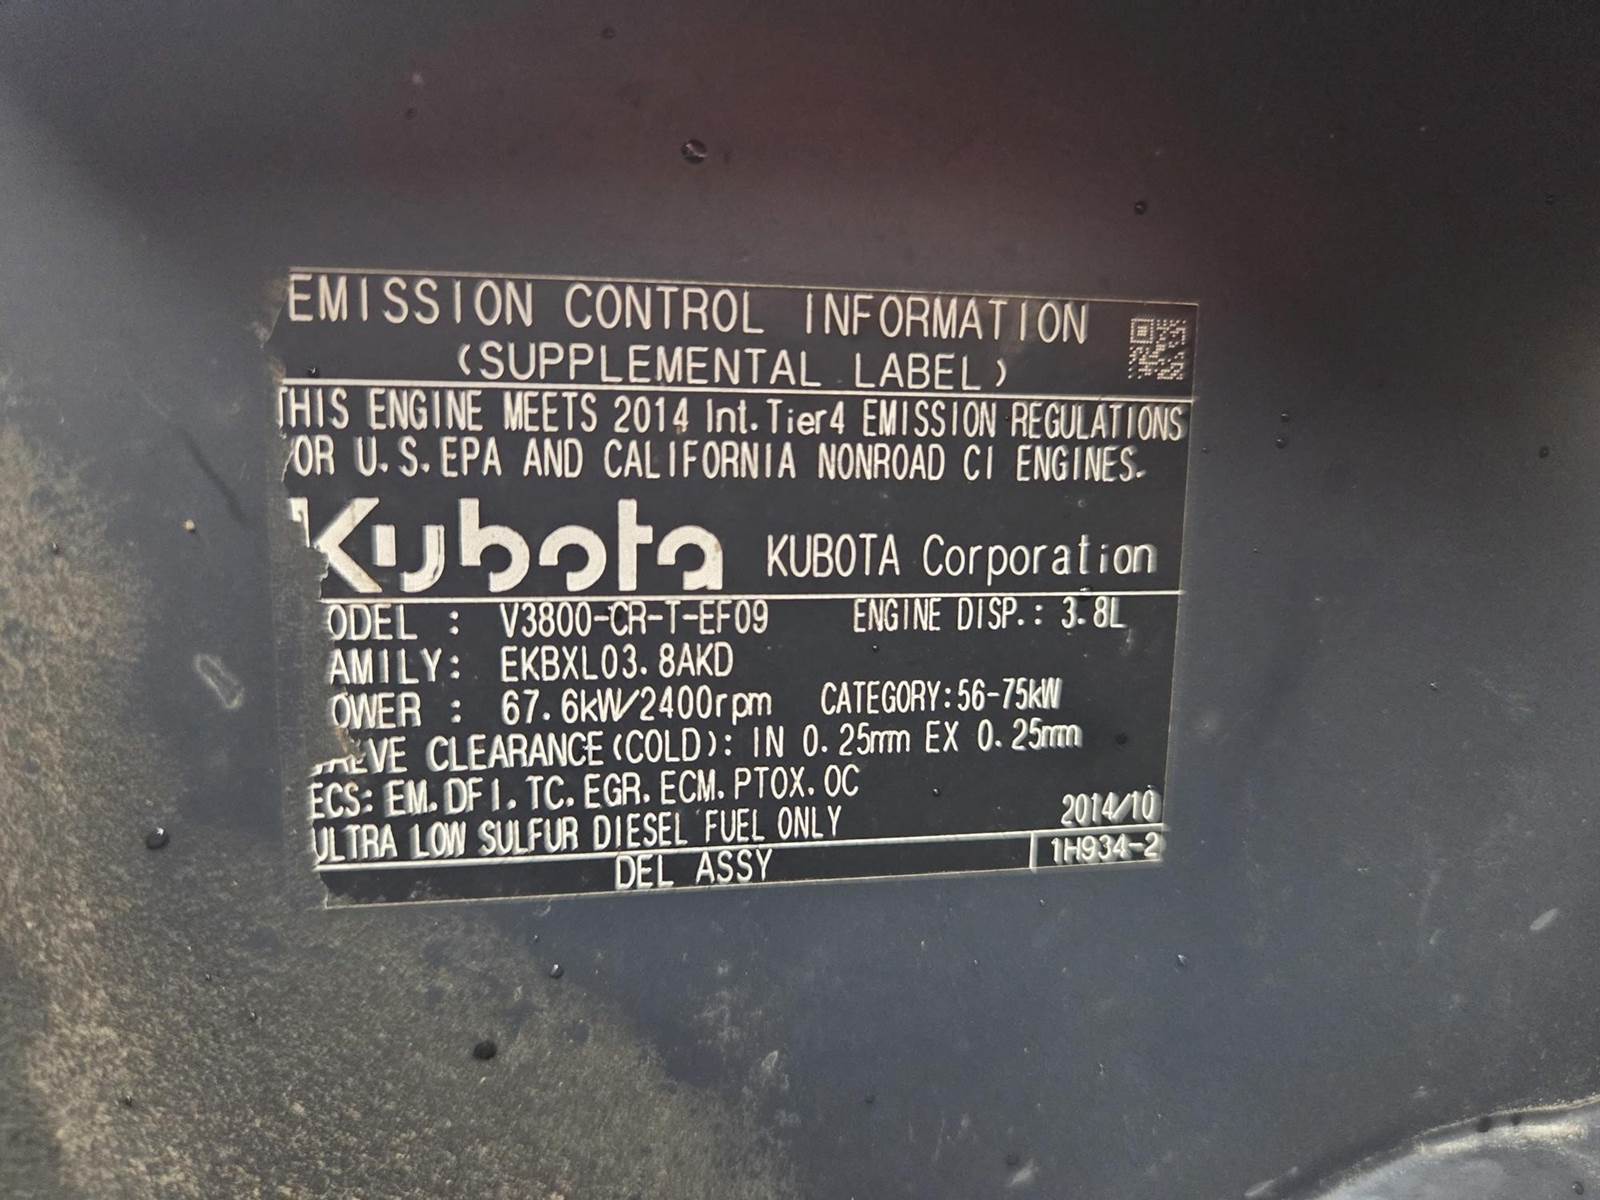 EMISSION CONTROL INFORMATION
(SUPPLEMENTAL LABEL)
THIS ENGINE MEETS 2014 Int.Tier4 EMISSION REGULATIONS
OR U.S.EPA AND CALIFORNIA NONROAD CI ENGINES.
Kubota KUBOTA Corporation
ODEL : V3800-CR-T-EF09 ENGINE DISP.: 3.8L
AMILY: EKBXL03.8AKD
OWER : 67.6kW/2400rpm CATEGORY:56-75kW
VE CLEARANCE(COLD): IN 0.25mm EX 0.25mm
ECS: EM.DFI.TC.EGR.ECM.PTOX.OC
ULTRA LOW SULFUR DIESEL FUEL ONLY 2014/10
DEL ASSY 1H934-2